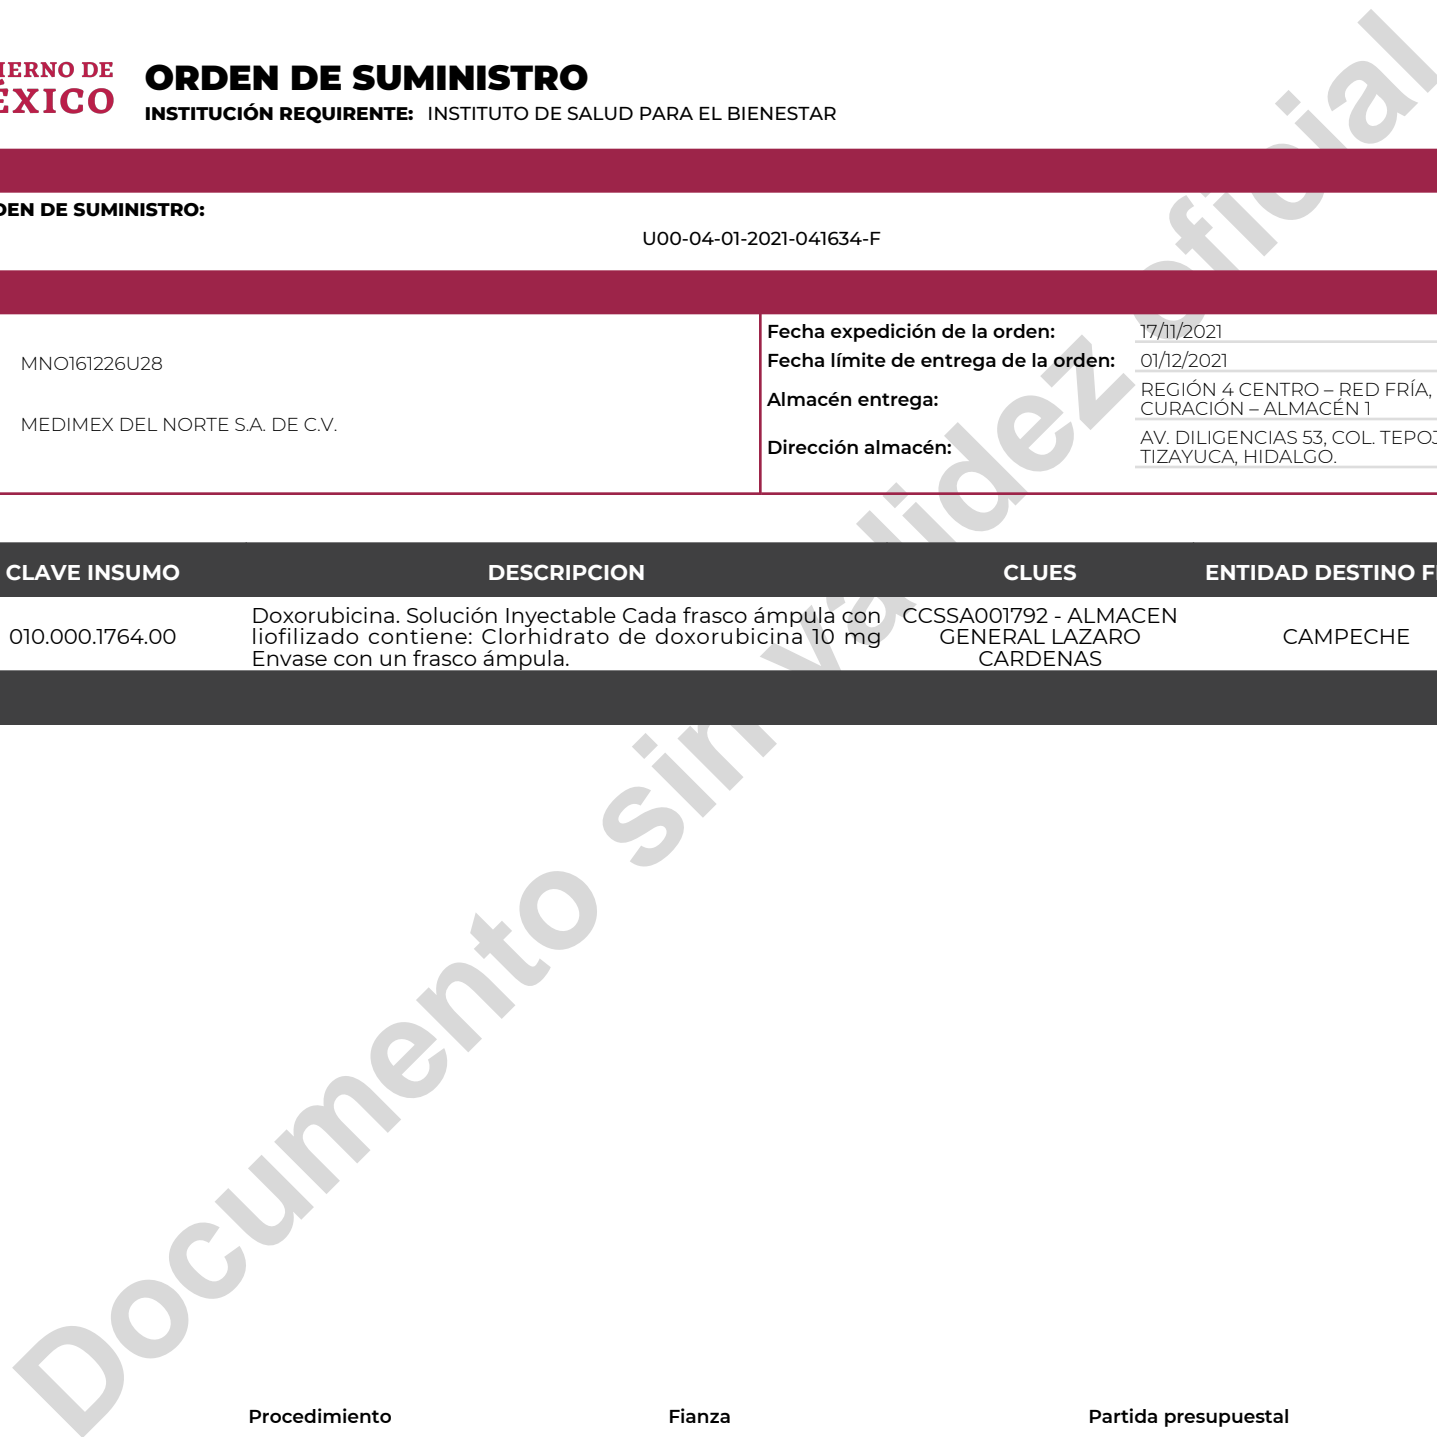 IERNO DE
ÉXICO
ORDEN DE SUMINISTRO
INSTITUCIÓN REQUIRENTE: INSTITUTO DE SALUD PARA EL BIENESTAR
DEN DE SUMINISTRO:
U00-04-01-2021-041634-F
MNO161226U28
MEDIMEX DEL NORTE S.A. DE C.V.
Fecha expedición de la orden: 17/11/2021
Fecha límite de entrega de la orden: 01/12/2021
Almacén entrega: REGIÓN 4 CENTRO – RED FRÍA,
CURACIÓN – ALMACÉN 1
Dirección almacén: AV. DILIGENCIAS 53, COL. TEPOJ
TIZAYUCA, HIDALGO.
CLAVE INSUMO DESCRIPCION CLUES ENTIDAD DESTINO F
010.000.1764.00
Doxorubicina. Solución Inyectable Cada frasco ámpula con
liofilizado contiene: Clorhidrato de doxorubicina 10 mg
Envase con un frasco ámpula.
CCSSA001792 - ALMACEN
GENERAL LAZARO
CARDENAS
CAMPECHE
Documento sin validez oficial
Procedimiento Fianza Partida presupuestal